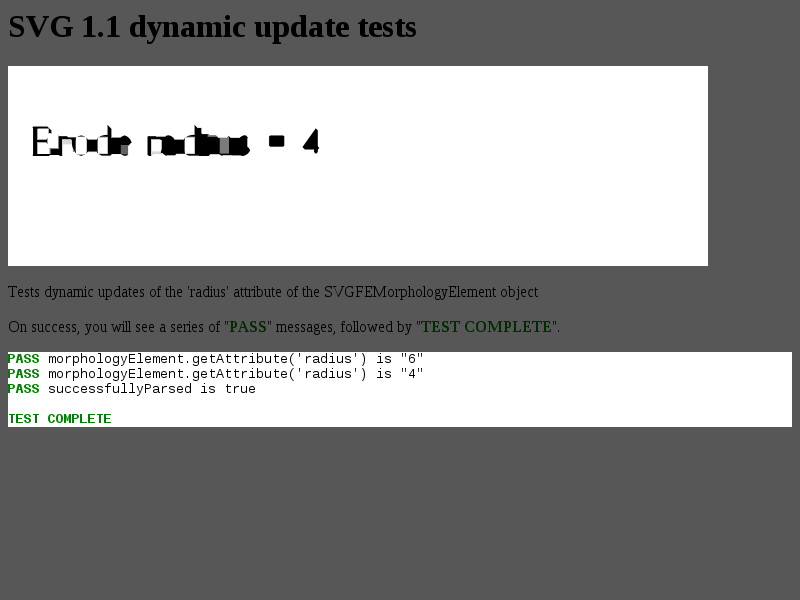 SVG 1.1 dynamic update tests
Erode radius = 4
Tests dynamic updates of the 'radius' attribute of the SVGFEMorphologyElement object
On success, you will see a series of "PASS" messages, followed by "TEST COMPLETE".
PASS morphologyElement.getAttribute('radius') is "6"
PASS morphologyElement.getAttribute('radius') is "4"
PASS successfullyParsed is true
TEST COMPLETE